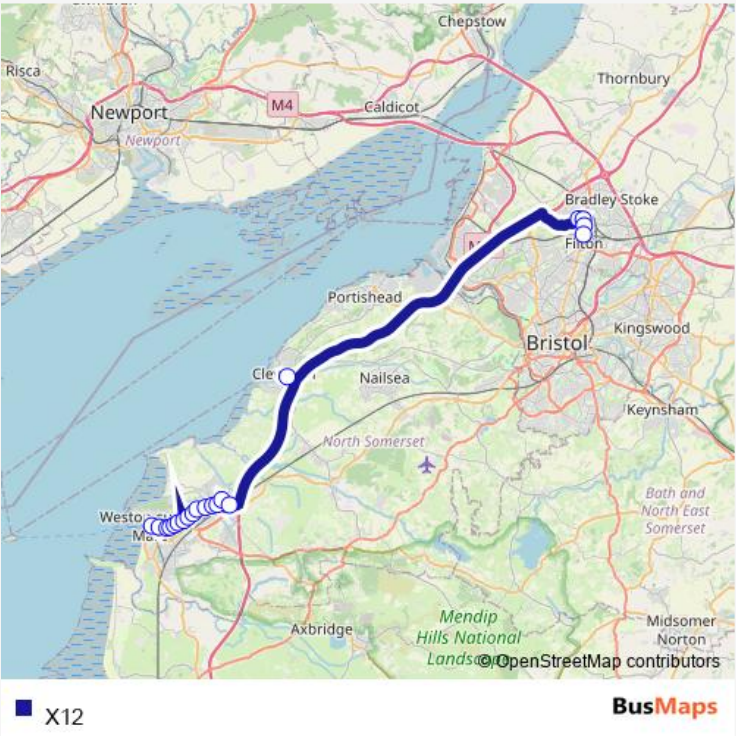 Chepstow
Risca
Thornbury
M4
Caldicot
Newport
Newport
Bradley Stoke
Filton
Portishead
Kingswood
Bristol
Nailsea
Keynsham
North Somerset
Bath and
North East
Somerset
Mendip
Hills National
Midsomer
Norton
Axbridge
© OpenStreetMap contributors
X12
BusMaps